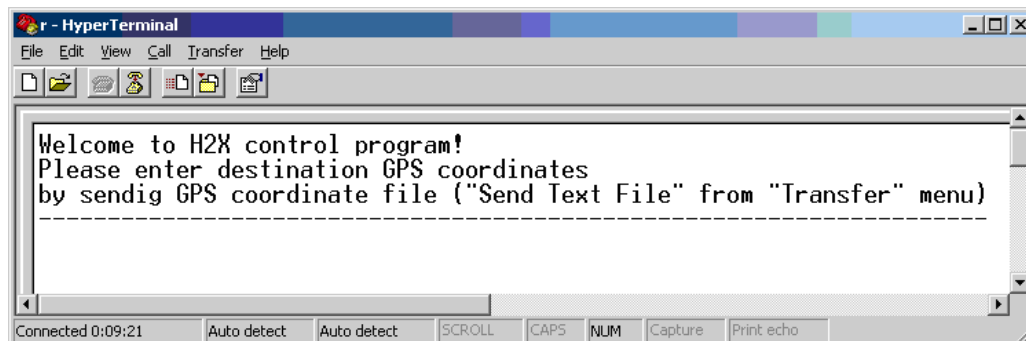 r - HyperTerminal
File Edit View Call Transfer Help
Welcome to H2X control program!
Please enter destination GPS coordinates
by sendig GPS coordinate file ("Send Text File" from "Transfer" menu)
--------------------------------------------------------------------
Connected 0:09:21 Auto detect Auto detect SCROLL CAPS NUM Capture Print echo